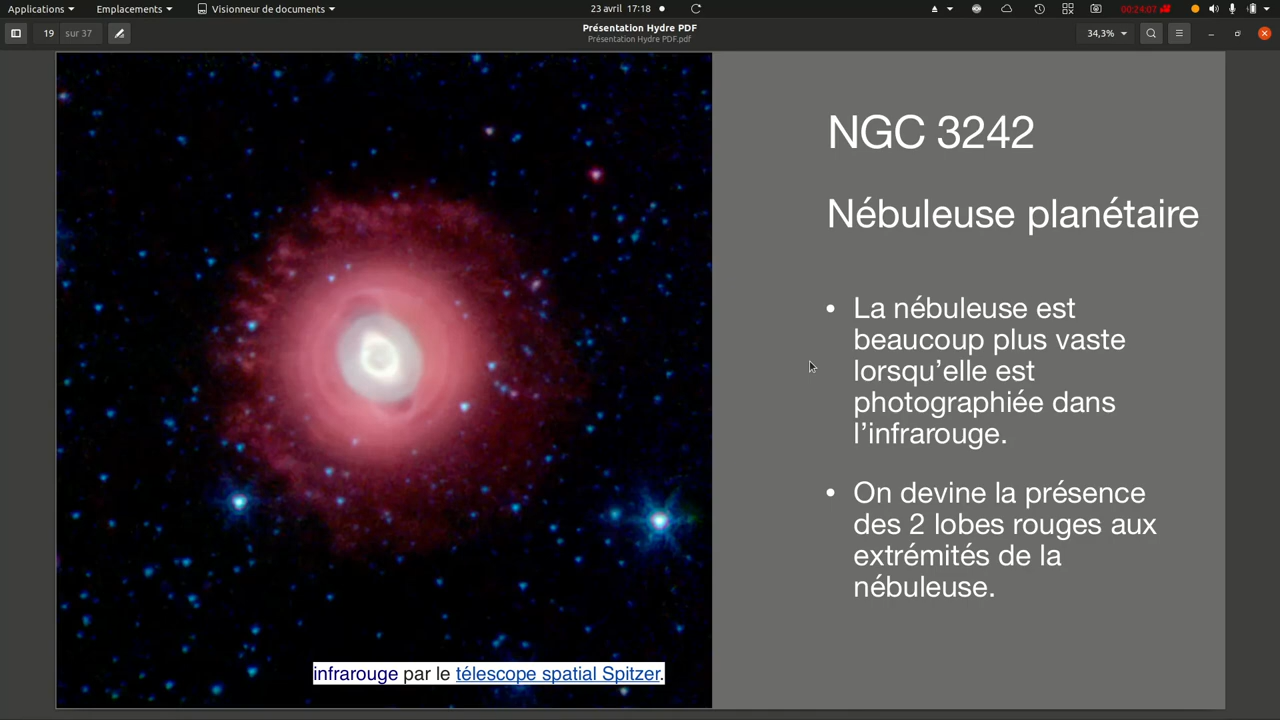 Applications
Emplacements
Visionneur de documents
23 avril 17:18
00:24:07
19 sur 37
Présentation Hydre PDF
Présentation Hydre PDF.pdf
34,3%
NGC 3242
Nébuleuse planétaire
• La nébuleuse est
beaucoup plus vaste
lorsqu’elle est
photographiée dans
l’infrarouge.
• On devine la présence
des 2 lobes rouges aux
extrémités de la
nébuleuse.
infrarouge par le télescope spatial Spitzer.